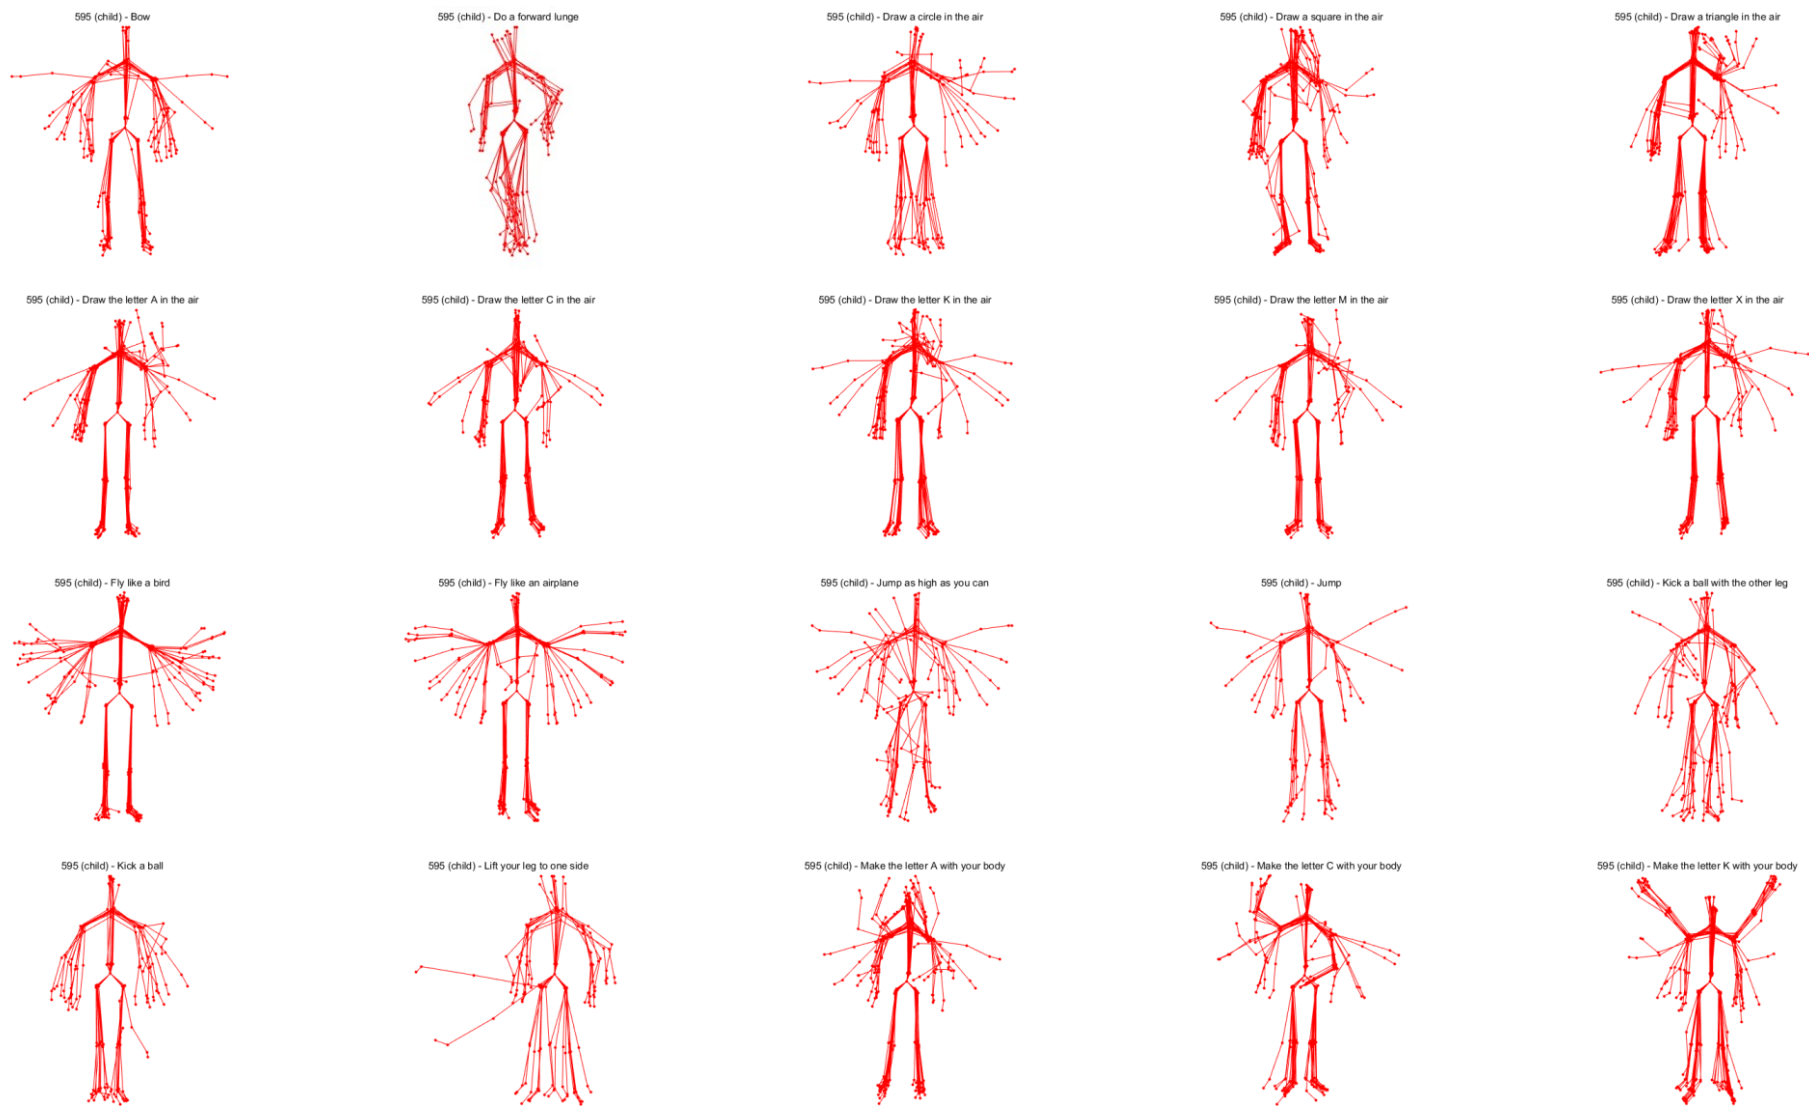 595 (child) - Bow
595 (child) - Do a forward lunge
595 (child) - Draw a circle in the air
595 (child) - Draw a square in the air
595 (child) - Draw a triangle in the air
595 (child) - Draw the letter A in the air
595 (child) - Draw the letter C in the air
595 (child) - Draw the letter K in the air
595 (child) - Draw the letter M in the air
595 (child) - Draw the letter X in the air
595 (child) - Fly like a bird
595 (child) - Fly like an airplane
595 (child) - Jump as high as you can
595 (child) - Jump
595 (child) - Kick a ball with the other leg
595 (child) - Kick a ball
595 (child) - Lift your leg to one side
595 (child) - Make the letter A with your body
595 (child) - Make the letter C with your body
595 (child) - Make the letter K with your body